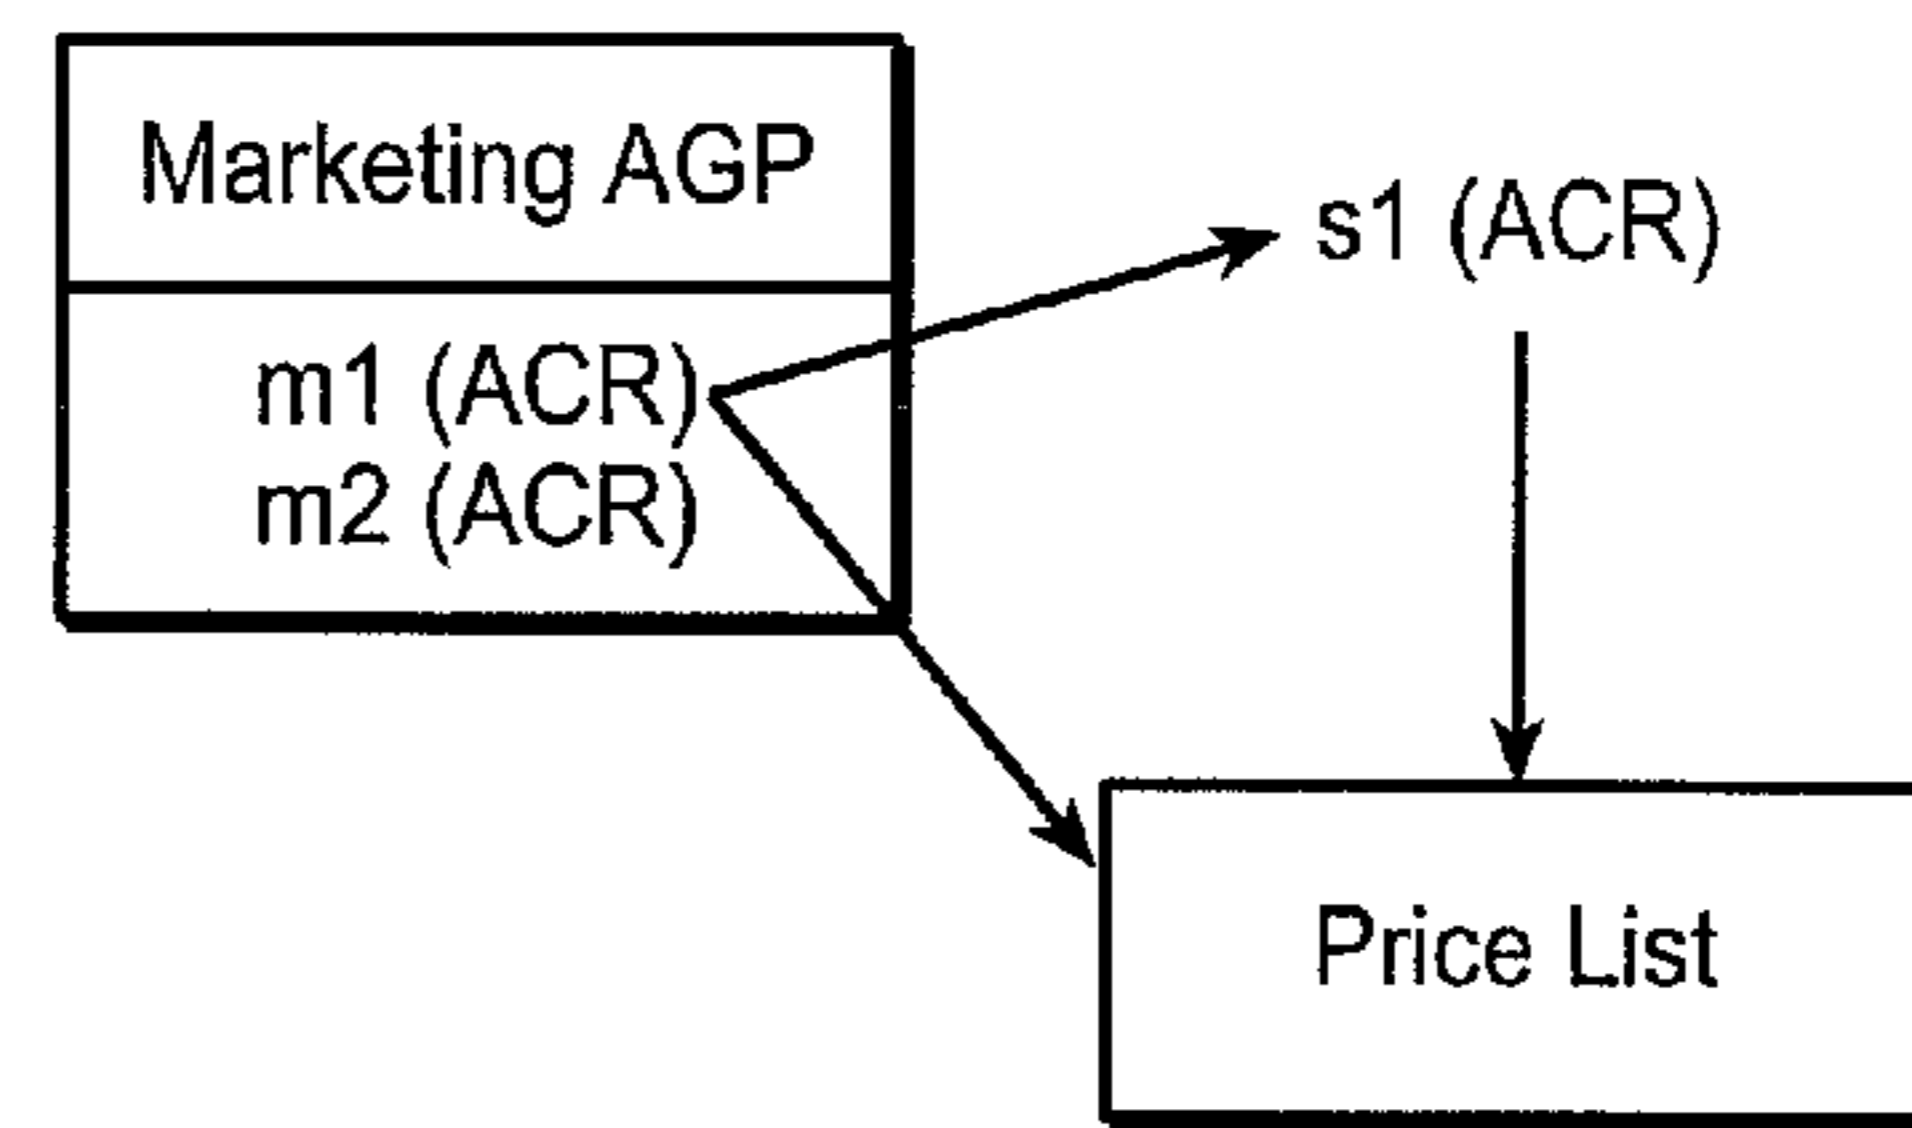 Marketing AGP
m1 (ACR)
m2 (ACR)
s1 (ACR)
Price List